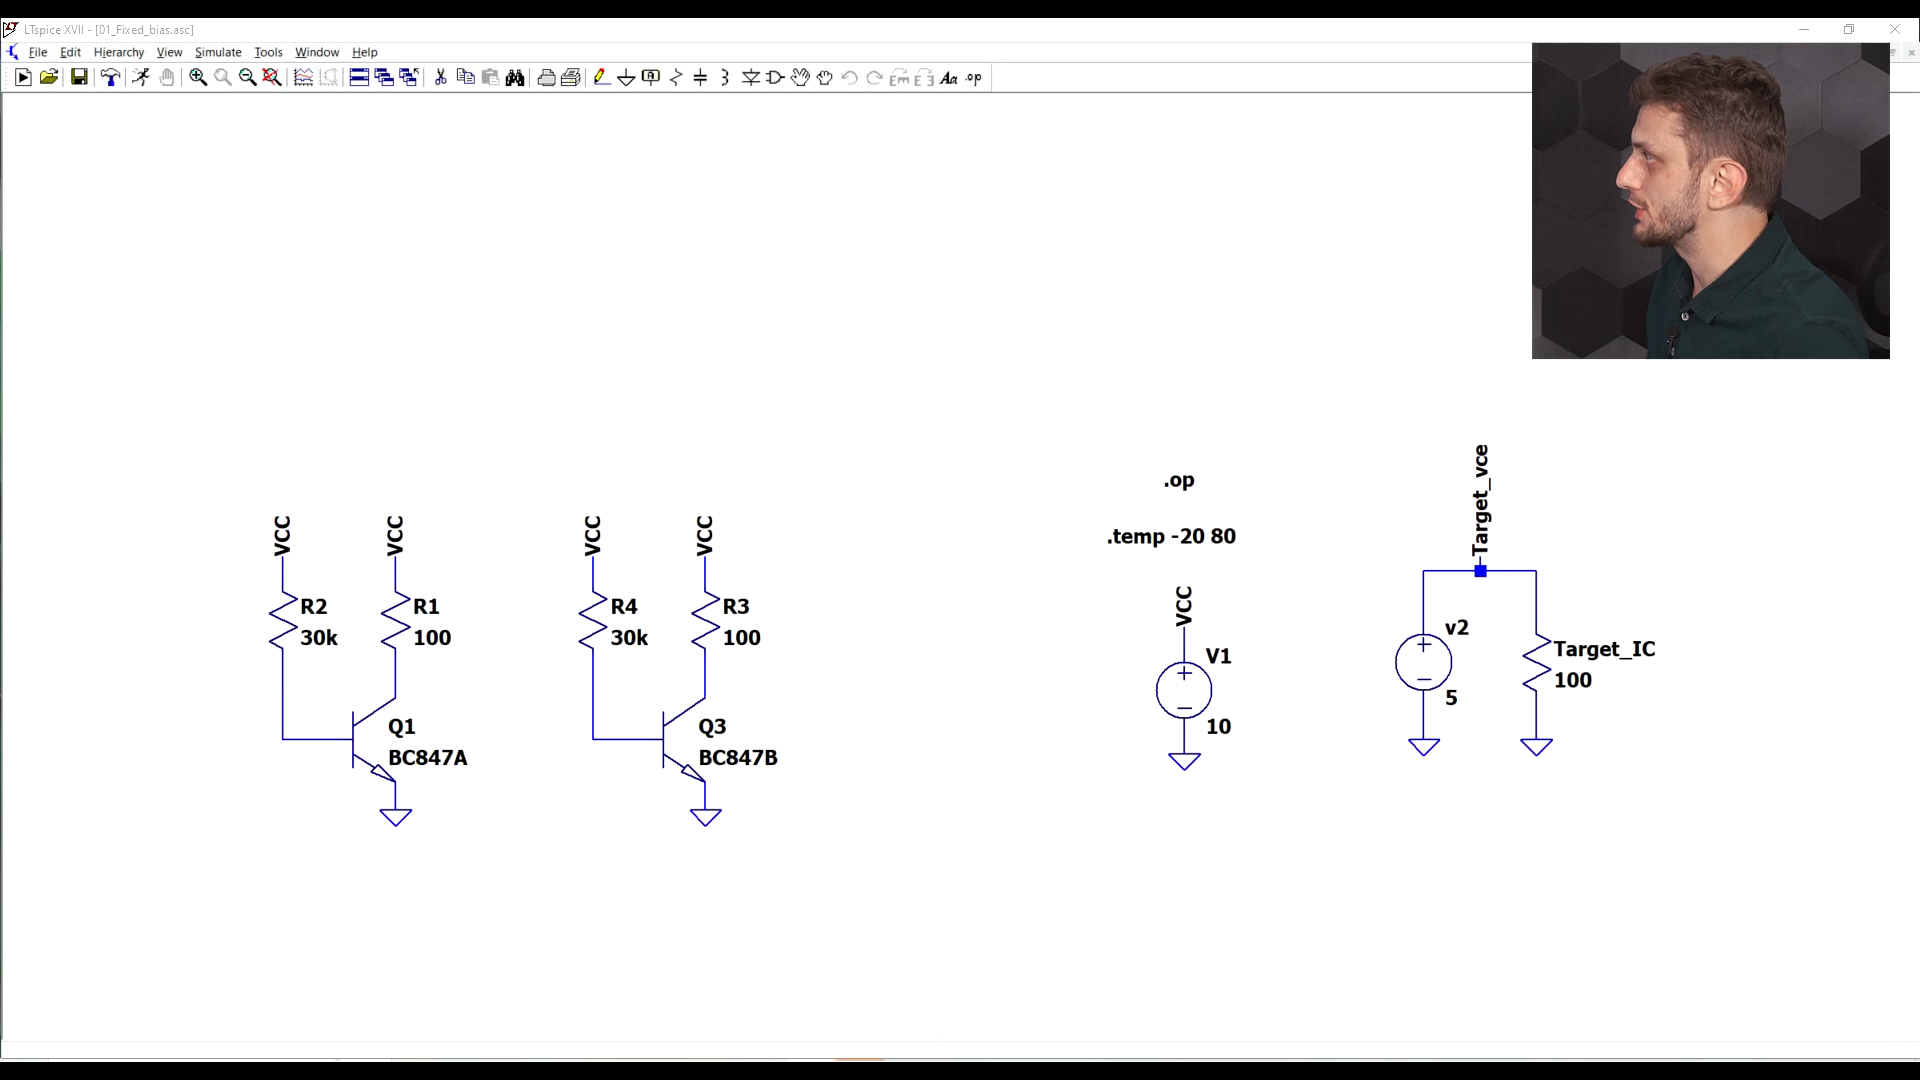 LTspice XVII - [01_Fixed_bias.asc]
File Edit Hierarchy View Simulate Tools Window Help
Aa .op
Target_vce
.op
.temp -20 80
VCC VCC VCC VCC
VCC
R2
30k
R1
100
R4
30k
R3
100
V1
10
v2
5
Target_IC
100
Q1
BC847A
Q3
BC847B